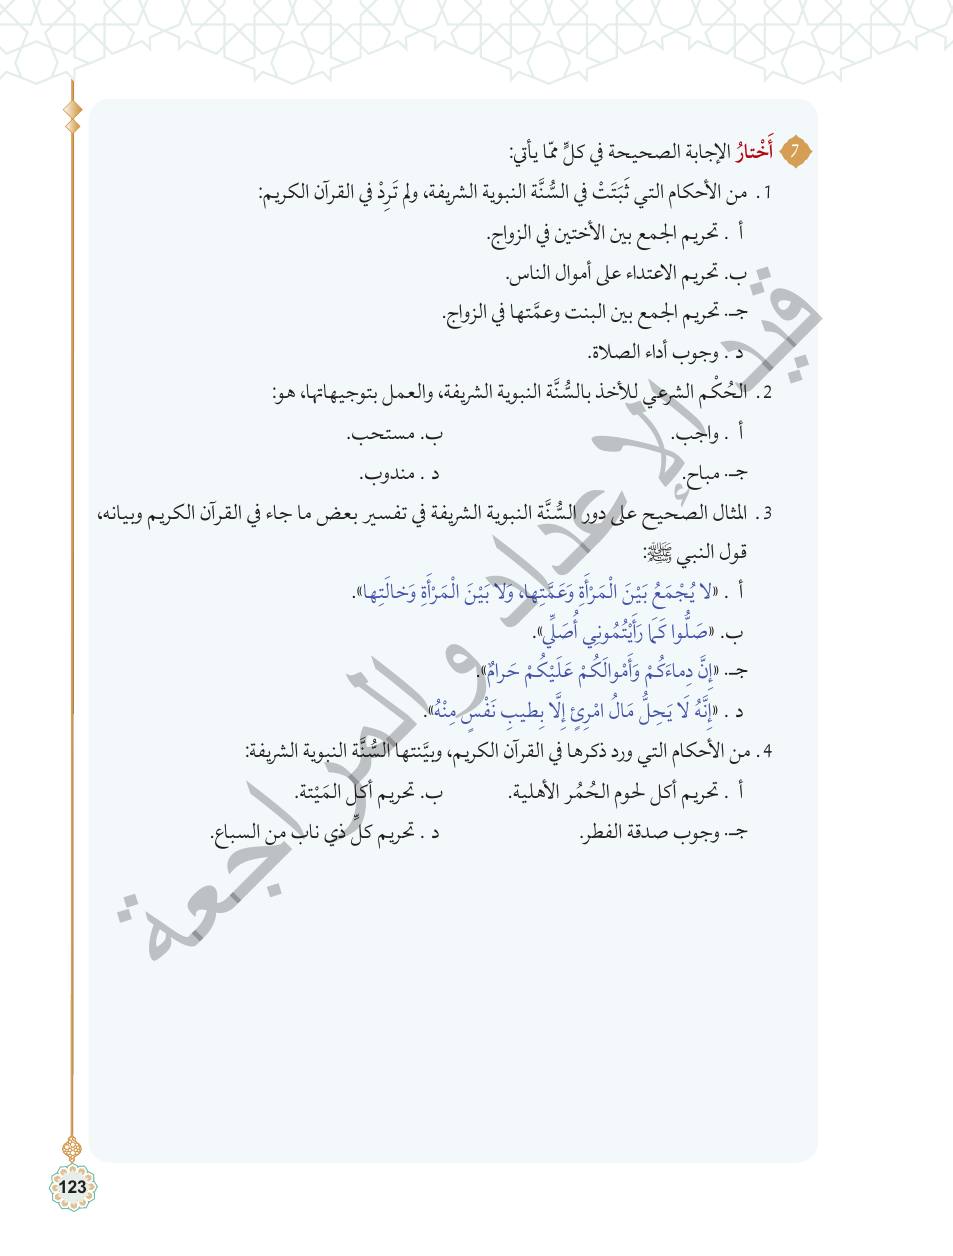 7 أَخْتارُ الإجابة الصحيحة في كلٍّ ممّا يأتي:
1. من الأحكام التي ثَبَتَتْ في السُّنَّة النبوية الشريفة، ولم تَرِدْ في القرآن الكريم:
أ . تحريم الجمع بين الأختين في الزواج.
ب. تحريم الاعتداء على أموال الناس.
جـ. تحريم الجمع بين البنت وعمَّتها في الزواج.
د . وجوب أداء الصلاة.
2. الحُكْم الشرعي للأخذ بالسُّنَّة النبوية الشريفة، والعمل بتوجيهاتها، هو:
أ . واجب. ب. مستحب.
جـ. مباح. د . مندوب.
3. المثال الصحيح على دور السُّنَّة النبوية الشريفة في تفسير بعض ما جاء في القرآن الكريم وبيانه،
قول النبي ﷺ:
أ . «لا يُجْمَعُ بَيْنَ الْمَرْأَةِ وَعَمَّتِها، وَلا بَيْنَ الْمَرْأَةِ وَخالَتِها».
ب. «صَلُّوا كَمَا رَأَيْتُمُونِي أُصَلِّي».
جـ. «إِنَّ دِماءَكُمْ وَأَمْوالَكُمْ عَلَيْكُمْ حَرامٌ».
د . «إِنَّهُ لَا يَحِلُّ مَالُ امْرِئٍ إِلَّا بِطيبِ نَفْسٍ مِنْهُ».
4. من الأحكام التي ورد ذكرها في القرآن الكريم، وبيَّنتها السُّنَّة النبوية الشريفة:
أ . تحريم أكل لحوم الحُمُر الأهلية. ب. تحريم أكل المَيْتة.
جـ. وجوب صدقة الفطر. د . تحريم كلِّ ذي ناب من السباع.
قيد الإعداد والمراجعة
123